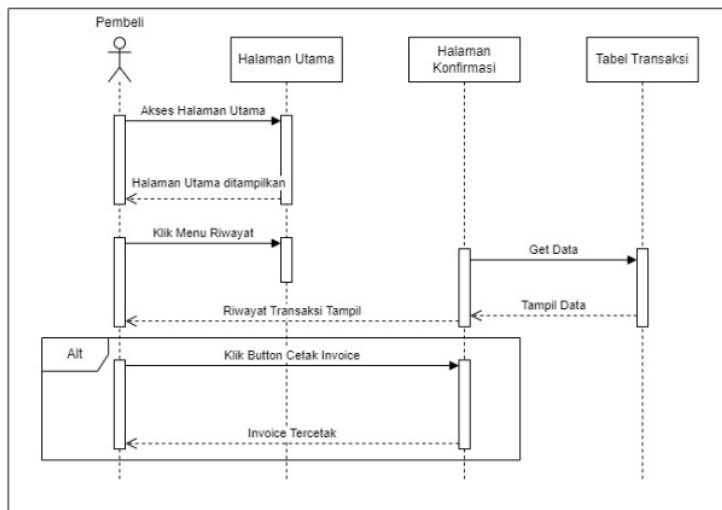 Pembeli
Halaman Utama
Halaman
Konfirmasi
Tabel Transaksi
Akses Halaman Utama
Halaman Utama ditampilkan
Klik Menu Riwayat
Get Data
Tampil Data
Riwayat Transaksi Tampil
Alt
Klik Button Cetak Invoice
Invoice Tercetak